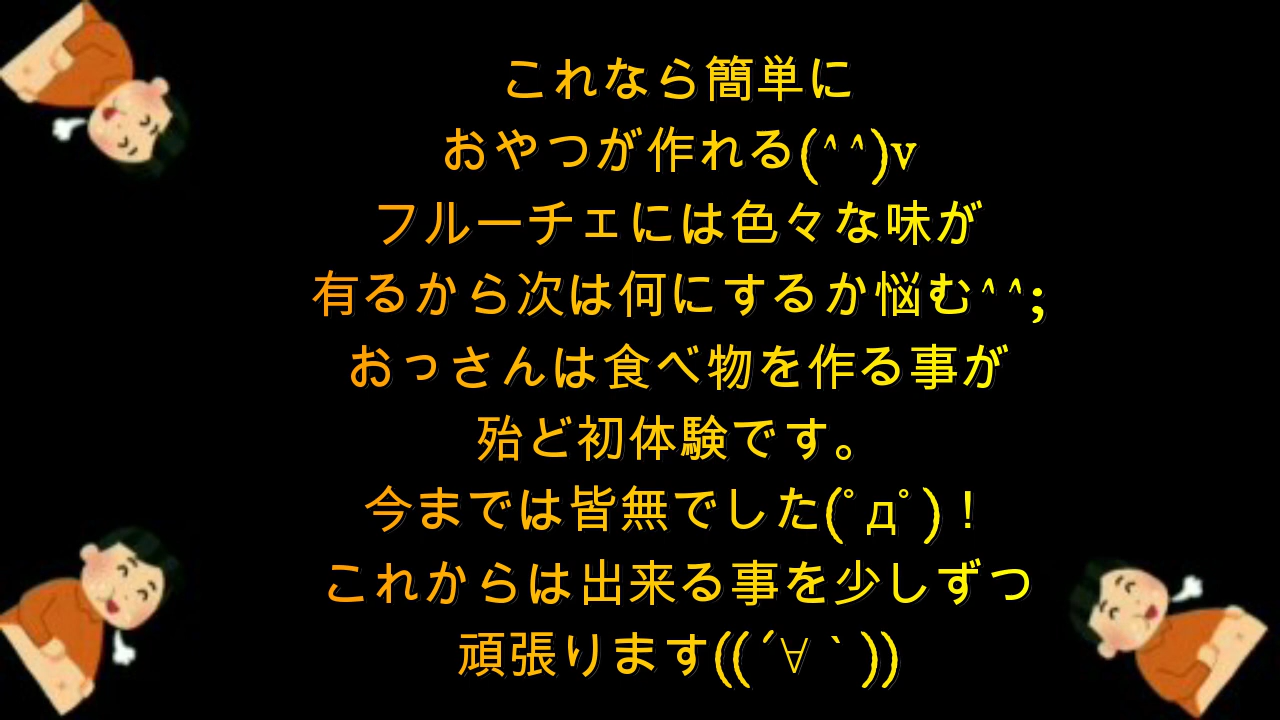 これなら簡単に
おやつが作れる(^^)v
フルーチェには色々な味が
有るから次は何にするか悩む^^;
おっさんは食べ物を作る事が
殆ど初体験です。
今までは皆無でした(ﾟдﾟ)！
これからは出来る事を少しずつ
頑張ります((´∀｀))